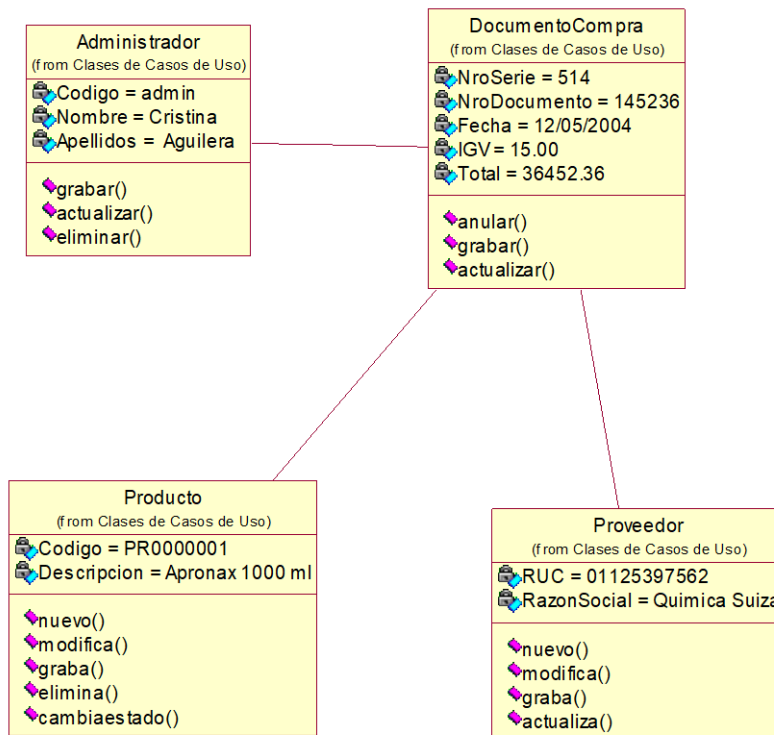 Administrador
(from Clases de Casos de Uso)
Codigo = admin
Nombre = Cristina
Apellidos = Aguilera
grabar()
actualizar()
eliminar()
DocumentoCompra
(from Clases de Casos de Uso)
NroSerie = 514
NroDocumento = 145236
Fecha = 12/05/2004
IGV = 15.00
Total = 36452.36
anular()
grabar()
actualizar()
Producto
(from Clases de Casos de Uso)
Codigo = PR0000001
Descripcion = Apronax 1000 ml
nuevo()
modifica()
graba()
elimina()
cambiaestado()
Proveedor
(from Clases de Casos de Uso)
RUC = 01125397562
RazonSocial = Quimica Suiza
nuevo()
modifica()
graba()
actualiza()